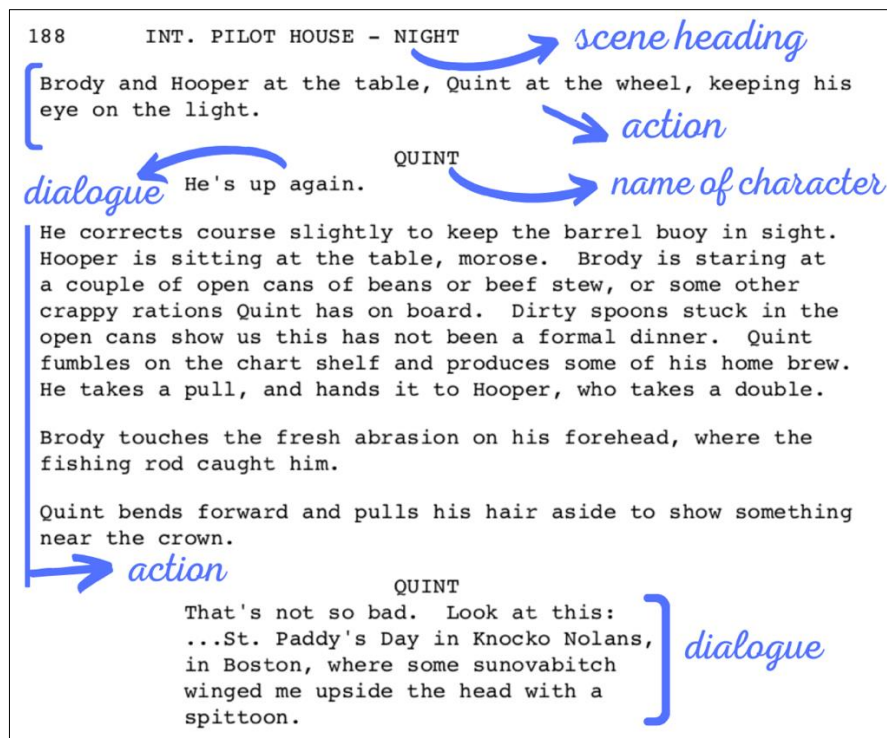 188 INT. PILOT HOUSE - NIGHT scene heading
Brody and Hooper at the table, Quint at the wheel, keeping his
eye on the light.
action
QUINT
name of character
dialogue He's up again.
He corrects course slightly to keep the barrel buoy in sight.
Hooper is sitting at the table, morose. Brody is staring at
a couple of open cans of beans or beef stew, or some other
crappy rations Quint has on board. Dirty spoons stuck in the
open cans show us this has not been a formal dinner. Quint
fumbles on the chart shelf and produces some of his home brew.
He takes a pull, and hands it to Hooper, who takes a double.
Brody touches the fresh abrasion on his forehead, where the
fishing rod caught him.
Quint bends forward and pulls his hair aside to show something
near the crown.
action
QUINT
That's not so bad. Look at this:
...St. Paddy's Day in Knocko Nolans,
in Boston, where some sunovabitch
winged me upside the head with a
spittoon.
dialogue